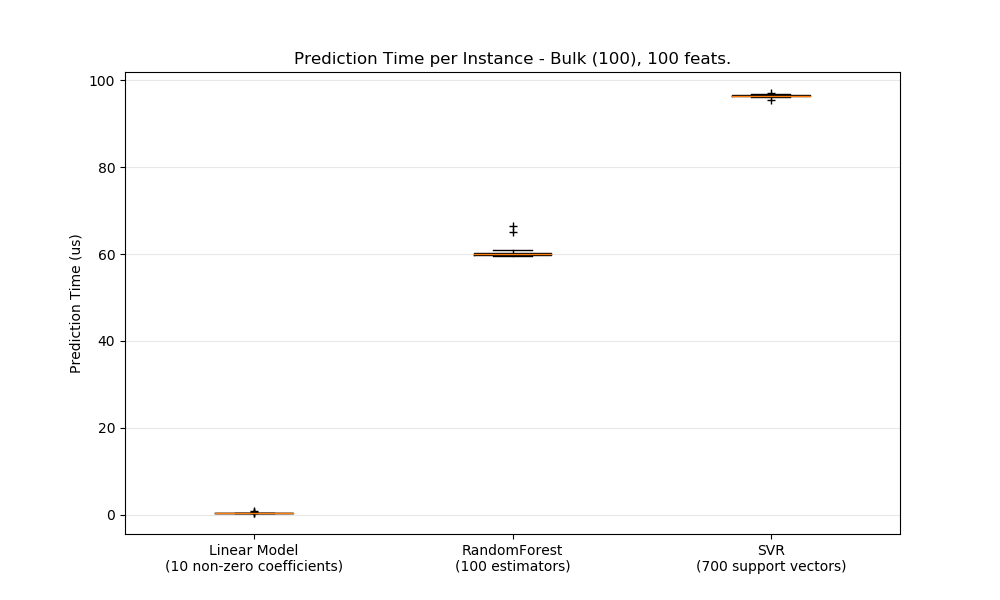 Prediction Time per Instance - Bulk (100), 100 feats.
100
80
60
40
20
0
Prediction Time (us)
Linear Model
(10 non-zero coefficients)
RandomForest
(100 estimators)
SVR
(700 support vectors)